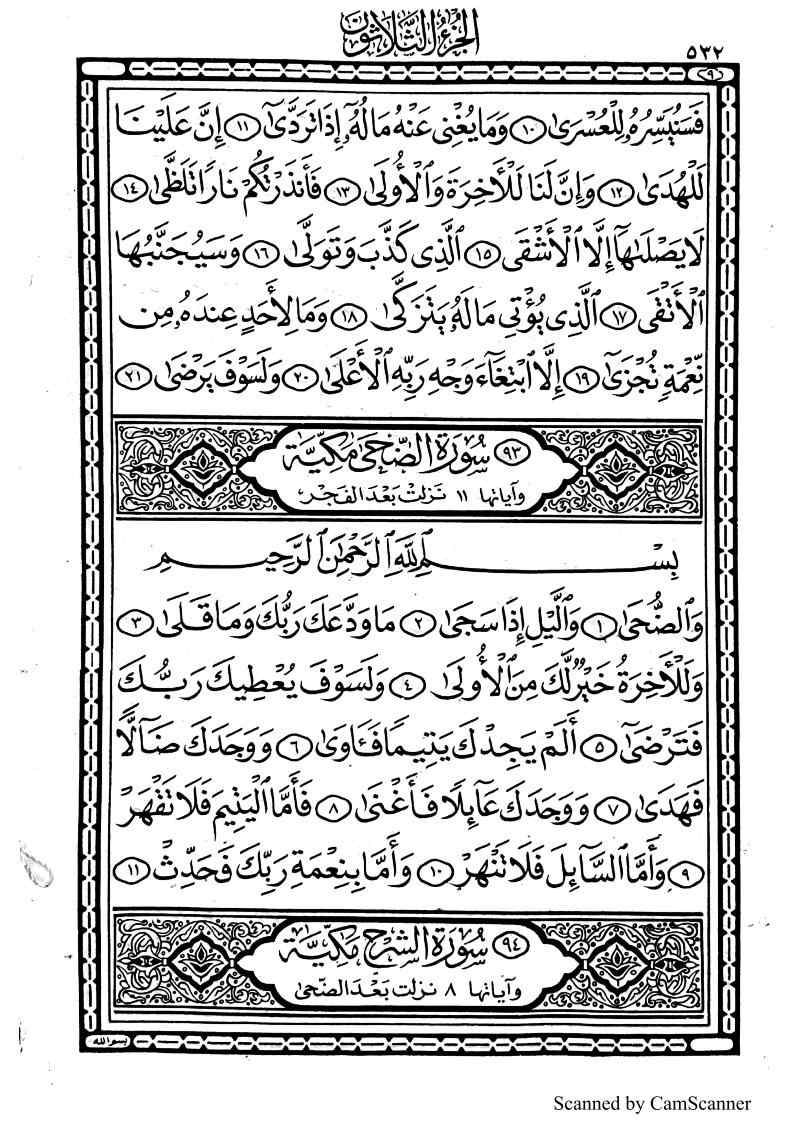 الجزء الثلاثون
٥٣٢
(٩)
فَسَنُيَسِّرُهُۥ لِلْعُسْرَىٰ ١٠ وَمَا يُغْنِى عَنْهُ مَالُهُۥٓ إِذَا تَرَدَّىٰٓ ١١ إِنَّ عَلَيْنَا
لَلْهُدَىٰ ١٢ وَإِنَّ لَنَا لَلْأَخِرَةَ وَٱلْأُولَىٰ ١٣ فَأَنذَرْتُكُمْ نَارًا تَلَظَّىٰ ١٤
لَا يَصْلَىٰهَآ إِلَّا ٱلْأَشْقَى ١٥ ٱلَّذِى كَذَّبَ وَتَوَلَّىٰ ١٦ وَسَيُجَنَّبُهَا
ٱلْأَتْقَى ١٧ ٱلَّذِى يُؤْتِى مَالَهُۥ يَتَزَكَّىٰ ١٨ وَمَا لِأَحَدٍ عِندَهُۥ مِن
نِّعْمَةٍ تُجْزَىٰٓ ١٩ إِلَّا ٱبْتِغَآءَ وَجْهِ رَبِّهِ ٱلْأَعْلَىٰ ٢٠ وَلَسَوْفَ يَرْضَىٰ ٢١
٩٣ سُورَةُ الضُّحَىٰ مَكِّيَّة
وآياتها ١١ نزلت بعد الفجر
بِسْمِ ٱللَّهِ ٱلرَّحْمَٰنِ ٱلرَّحِيمِ
وَٱلضُّحَىٰ ١ وَٱلَّيْلِ إِذَا سَجَىٰ ٢ مَا وَدَّعَكَ رَبُّكَ وَمَا قَلَىٰ ٣
وَلَلْأَخِرَةُ خَيْرٌ لَّكَ مِنَ ٱلْأُولَىٰ ٤ وَلَسَوْفَ يُعْطِيكَ رَبُّكَ
فَتَرْضَىٰٓ ٥ أَلَمْ يَجِدْكَ يَتِيمًا فَـَٔاوَىٰ ٦ وَوَجَدَكَ ضَآلًّا
فَهَدَىٰ ٧ وَوَجَدَكَ عَآئِلًا فَأَغْنَىٰ ٨ فَأَمَّا ٱلْيَتِيمَ فَلَا تَقْهَرْ
٩ وَأَمَّا ٱلسَّآئِلَ فَلَا تَنْهَرْ ١٠ وَأَمَّا بِنِعْمَةِ رَبِّكَ فَحَدِّثْ ١١
٩٤ سُورَةُ الشَّرْح مَكِّيَّة
وآياتها ٨ نزلت بعد الضّحى
بسم الله
Scanned by CamScanner